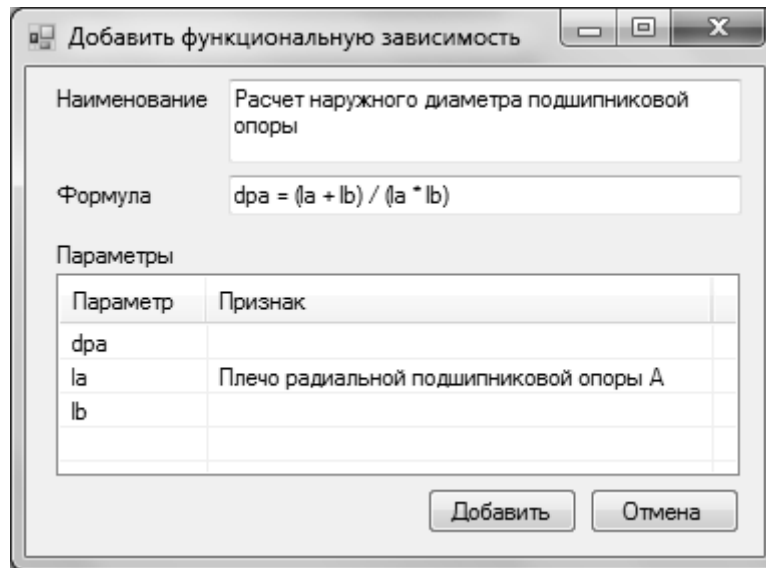 Добавить функциональную зависимость
Наименование
Расчет наружного диаметра подшипниковой
опоры
Формула
dpa = (la + lb) / (la * lb)
Параметры
Параметр Признак
dpa
la Плечо радиальной подшипниковой опоры A
lb
Добавить Отмена